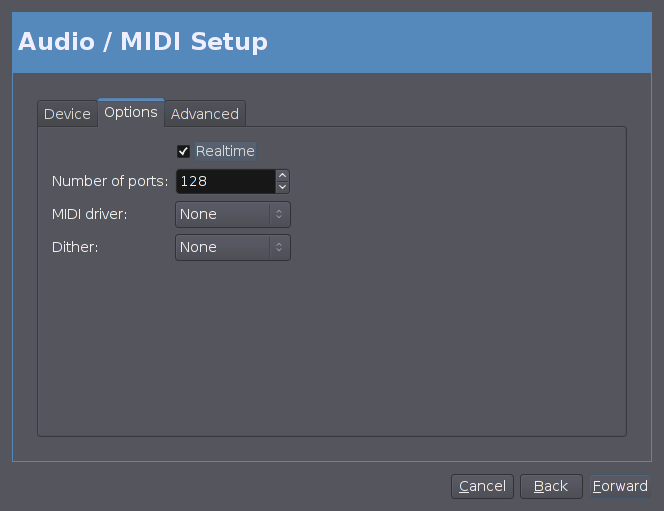 Audio / MIDI Setup
Device Options Advanced
Realtime
Number of ports: 128
MIDI driver: None
Dither: None
Cancel Back Forward